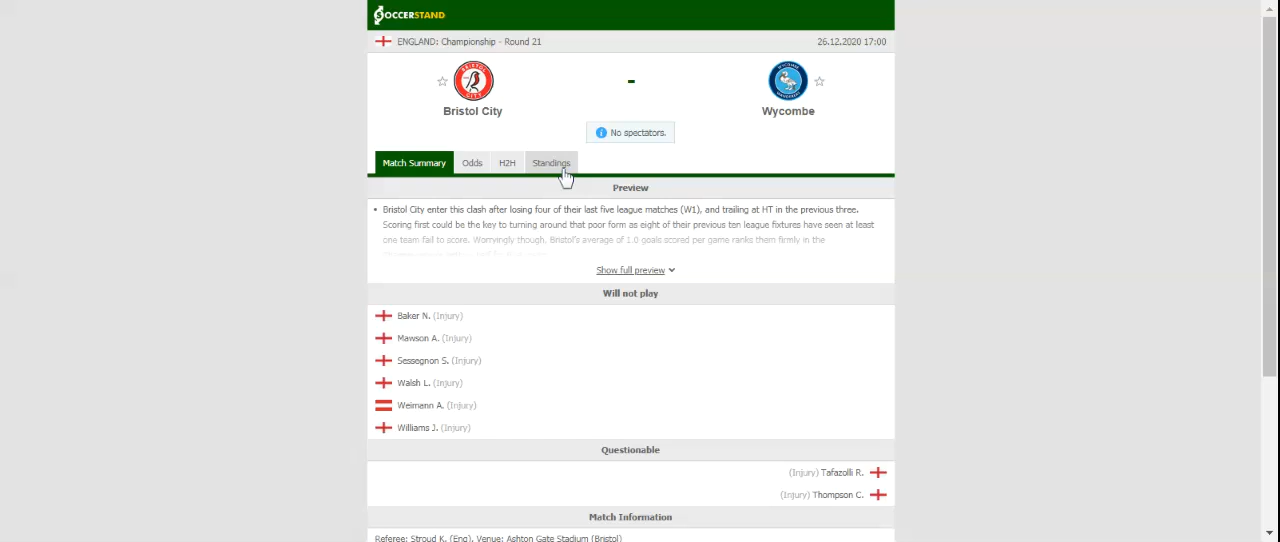 SOCCERSTAND
ENGLAND: Championship - Round 21 26.12.2020 17:00
BRISTOL CITY
WYCOMBE WANDERERS
-
Bristol City Wycombe
i No spectators.
Match Summary Odds H2H Standings
Preview
• Bristol City enter this clash after losing four of their last five league matches (W1), and trailing at HT in the previous three.
Scoring first could be the key to turning around that poor form as eight of their previous ten league fixtures have seen at least
one team fail to score. Worryingly though, Bristol's average of 1.0 goals scored per game ranks them firmly in the
Show full preview
Will not play
Baker N. (Injury)
Mawson A. (Injury)
Sessegnon S. (Injury)
Walsh L. (Injury)
Weimann A. (Injury)
Williams J. (Injury)
Questionable
(Injury) Tafazolli R.
(Injury) Thompson C.
Match Information
Referee: Stroud K. (Eng), Venue: Ashton Gate Stadium (Bristol)